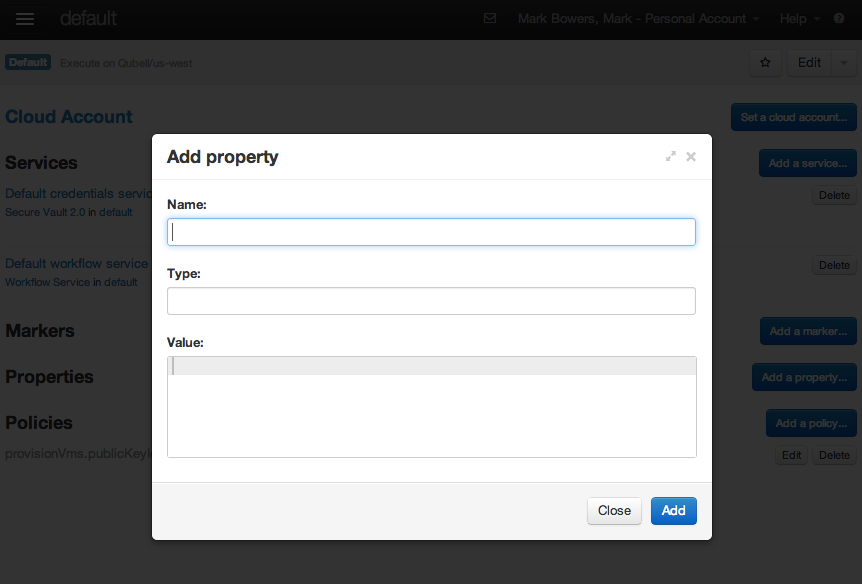 default
Mark Bowers, Mark - Personal Account
Help
Default
Execute on Qubell/us-west
Edit
Cloud Account
Set a cloud account...
Services
Add a service...
Default credentials servic
Delete
Secure Vault 2.0 in default
Default workflow service
Delete
Workflow Service in default
Markers
Add a marker...
Properties
Add a property...
Policies
Add a policy...
provisionVms.publicKeyI
Edit
Delete
Add property
Name:
Type:
Value:
Close
Add